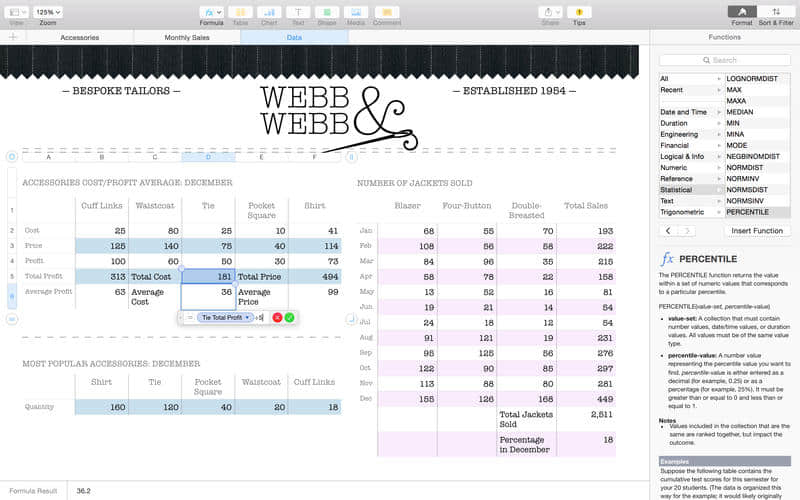 125%
View Zoom Formula Table Chart Text Shape Media Comment Share Tips Format Sort & Filter
Accessories Monthly Sales Data
Functions
Search
— BESPOKE TAILORS —
WEBB & WEBB
— ESTABLISHED 1954 —
All
Recent
Date and Time
Duration
Engineering
Financial
Logical & Info
Numeric
Reference
Statistical
Text
Trigonometric
LOGNORMDIST
MAX
MAXA
MEDIAN
MIN
MINA
MODE
NEGBINOMDIST
NORMDIST
NORMINV
NORMSDIST
NORMSINV
PERCENTILE
Insert Function
A B C D E F
ACCESSORIES COST/PROFIT AVERAGE: DECEMBER
1 Cuff Links Waistcoat Tie Pocket Square Shirt
2 Cost 25 80 25 10 41
3 Price 125 140 75 40 114
4 Profit 100 60 50 30 73
5 Total Profit 313 Total Cost 181 Total Price 494
6 Average Profit 63 Average Cost 36 Average Price 99
= Tie Total Profit ÷5
MOST POPULAR ACCESSORIES: DECEMBER
Shirt Tie Pocket Square Waistcoat Cuff Links
Quantity 160 120 40 20 18
NUMBER OF JACKETS SOLD
Blazer Four-Button Double-Breasted Total Sales
Jan 68 55 70 193
Feb 108 56 58 222
Mar 84 96 35 215
Apr 58 78 22 158
May 13 52 16 81
Jun 19 21 14 54
Jul 24 18 12 54
Aug 91 121 19 231
Sep 95 125 56 276
Oct 122 90 85 297
Nov 113 88 80 281
Dec 155 126 168 449
Total Jackets Sold 2,511
Percentage in December 18
fx PERCENTILE
The PERCENTILE function returns the value
within a set of numeric values that corresponds
to a particular percentile.
PERCENTILE(value-set, percentile-value)
• value-set: A collection that must
contain number values, date/time
values, or duration values. All values must be of the same value
type.
• percentile-value: A number value
representing the percentile value you want
to find. percentile-value is either entered as a
decimal (for example, 0.25) or as a
percentage (for example, 25%). It must be
greater than or equal to 0 and less than or
equal to 1.
Notes
• Values included in the collection that are
the same are ranked together, but impact the
outcome.
Examples
Suppose the following table contains the
cumulative test scores for this semester for
your 20 students. (The data is organized this
way for the example; it would likely originally
Formula Result 36.2